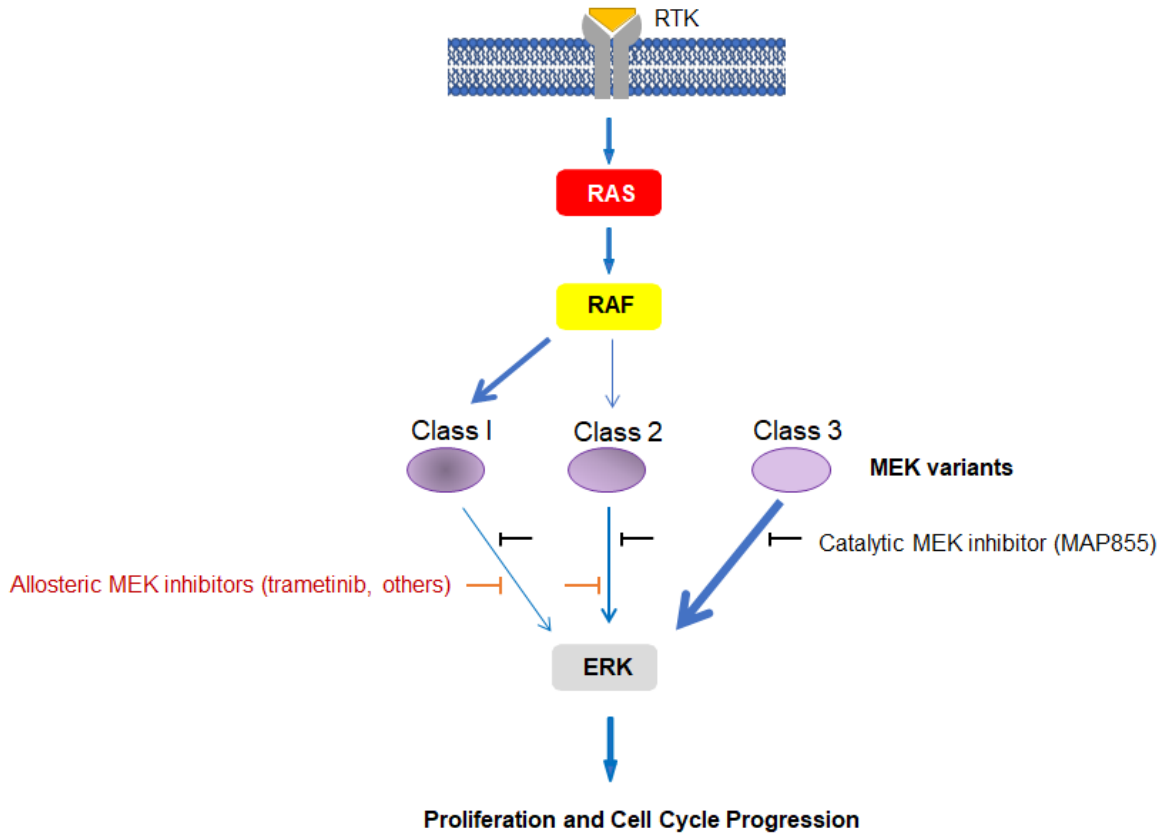 RTK
RAS
RAF
Class I
Class 2
Class 3
MEK variants
Catalytic MEK inhibitor (MAP855)
Allosteric MEK inhibitors (trametinib, others)
ERK
Proliferation and Cell Cycle Progression